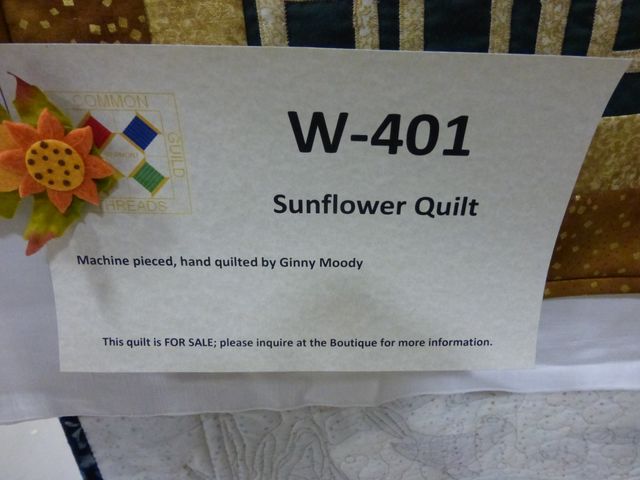 COMMON
GUILD
THREADS
W-401
Sunflower Quilt
Machine pieced, hand quilted by Ginny Moody
This quilt is FOR SALE; please inquire at the Boutique for more information.